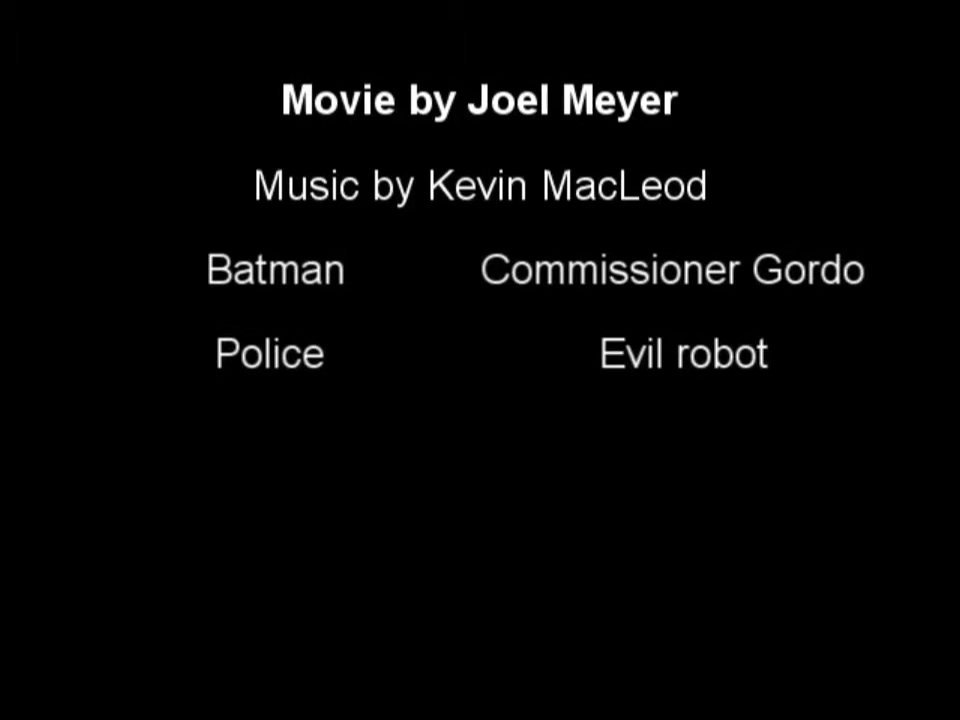 Movie by Joel Meyer
Music by Kevin MacLeod
Batman Commissioner Gordo
Police Evil robot